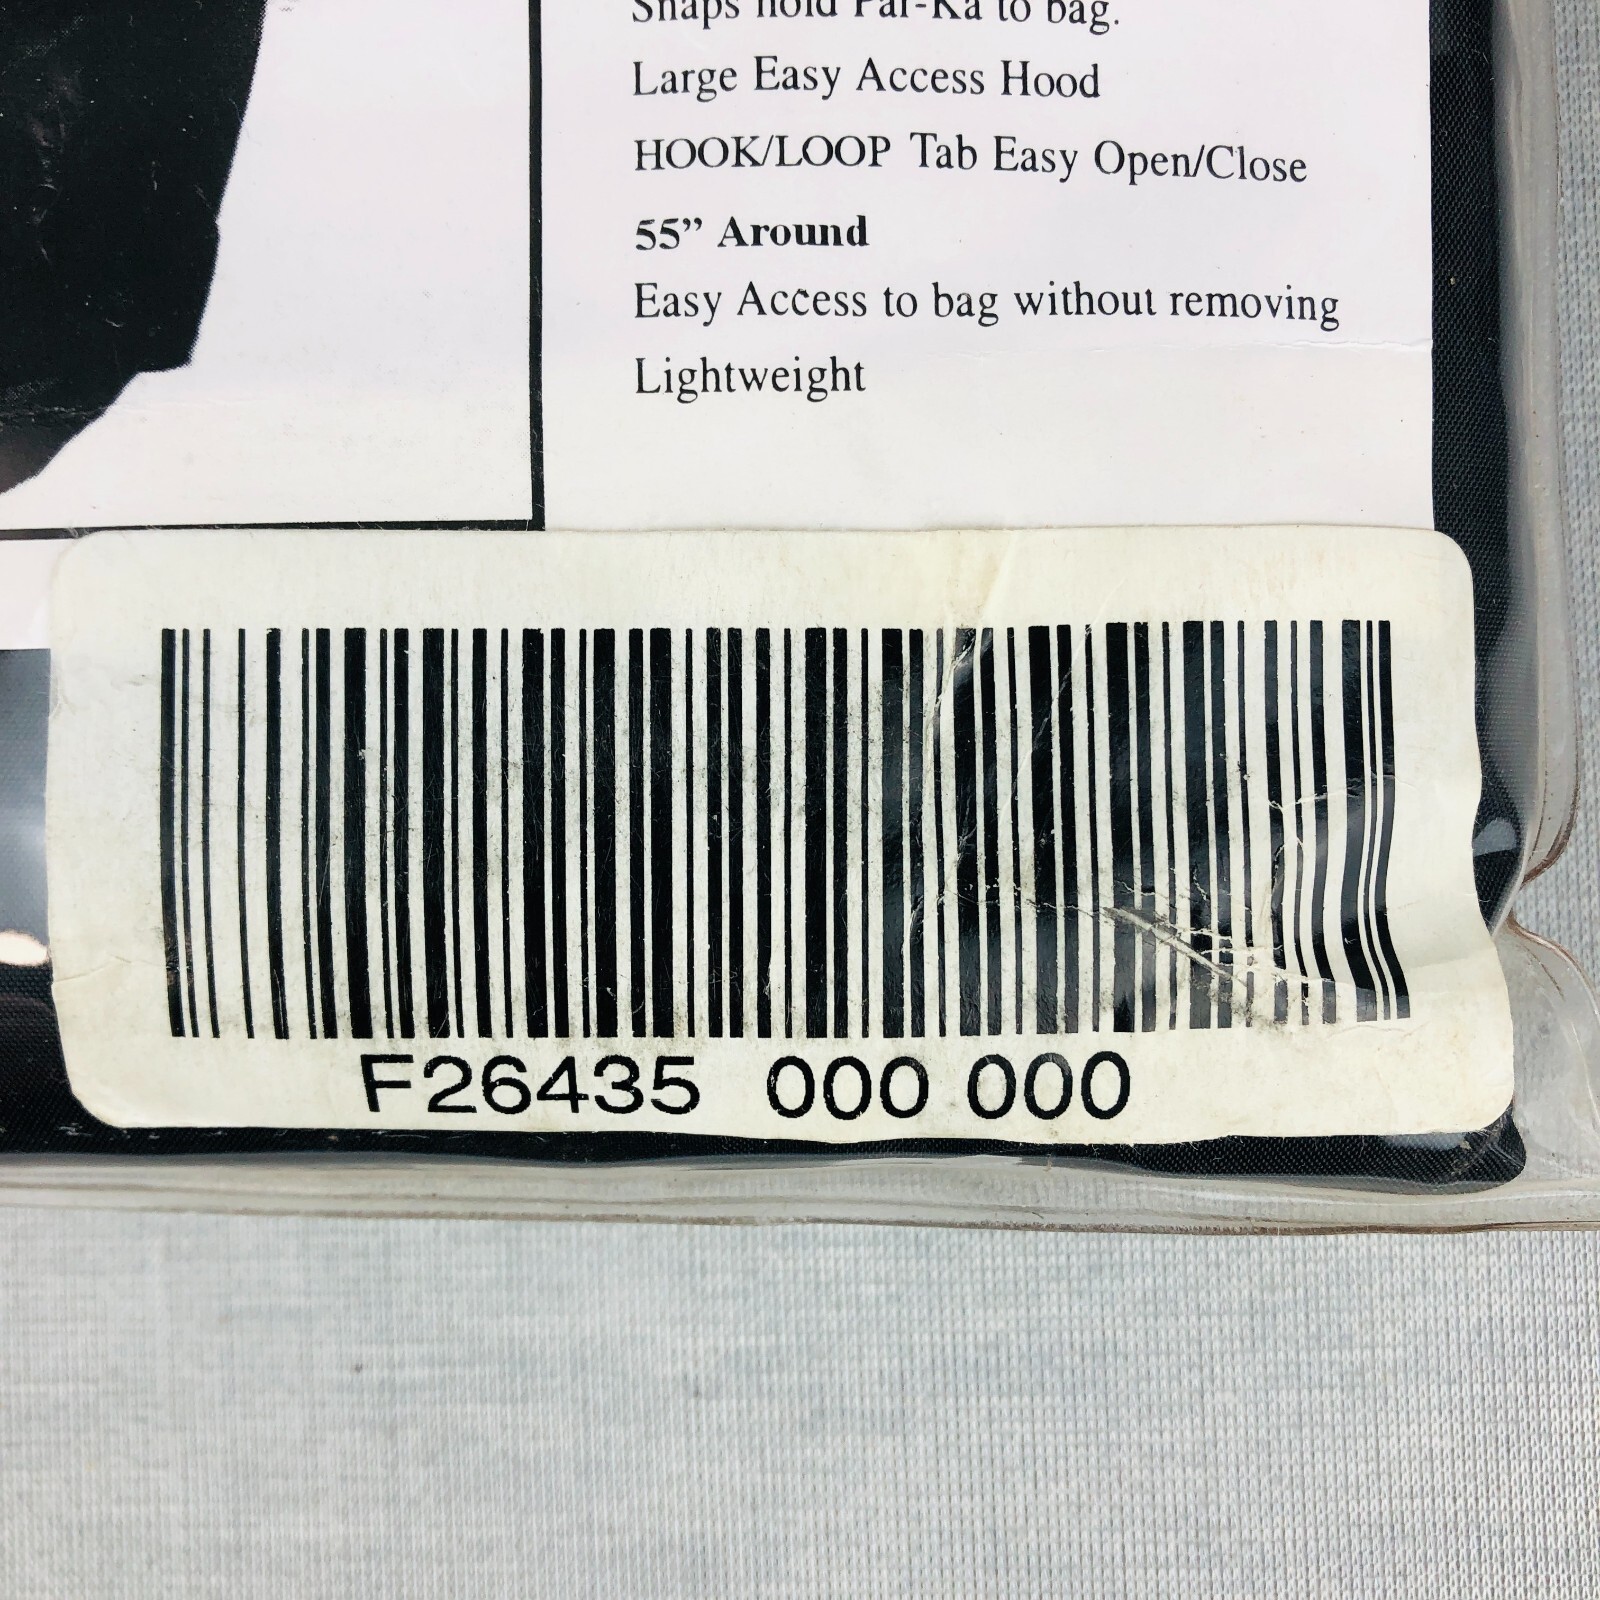 Snaps hold Par-Ka to bag.
Large Easy Access Hood
HOOK/LOOP Tab Easy Open/Close
55” Around
Easy Access to bag without removing
Lightweight
F26435 000 000